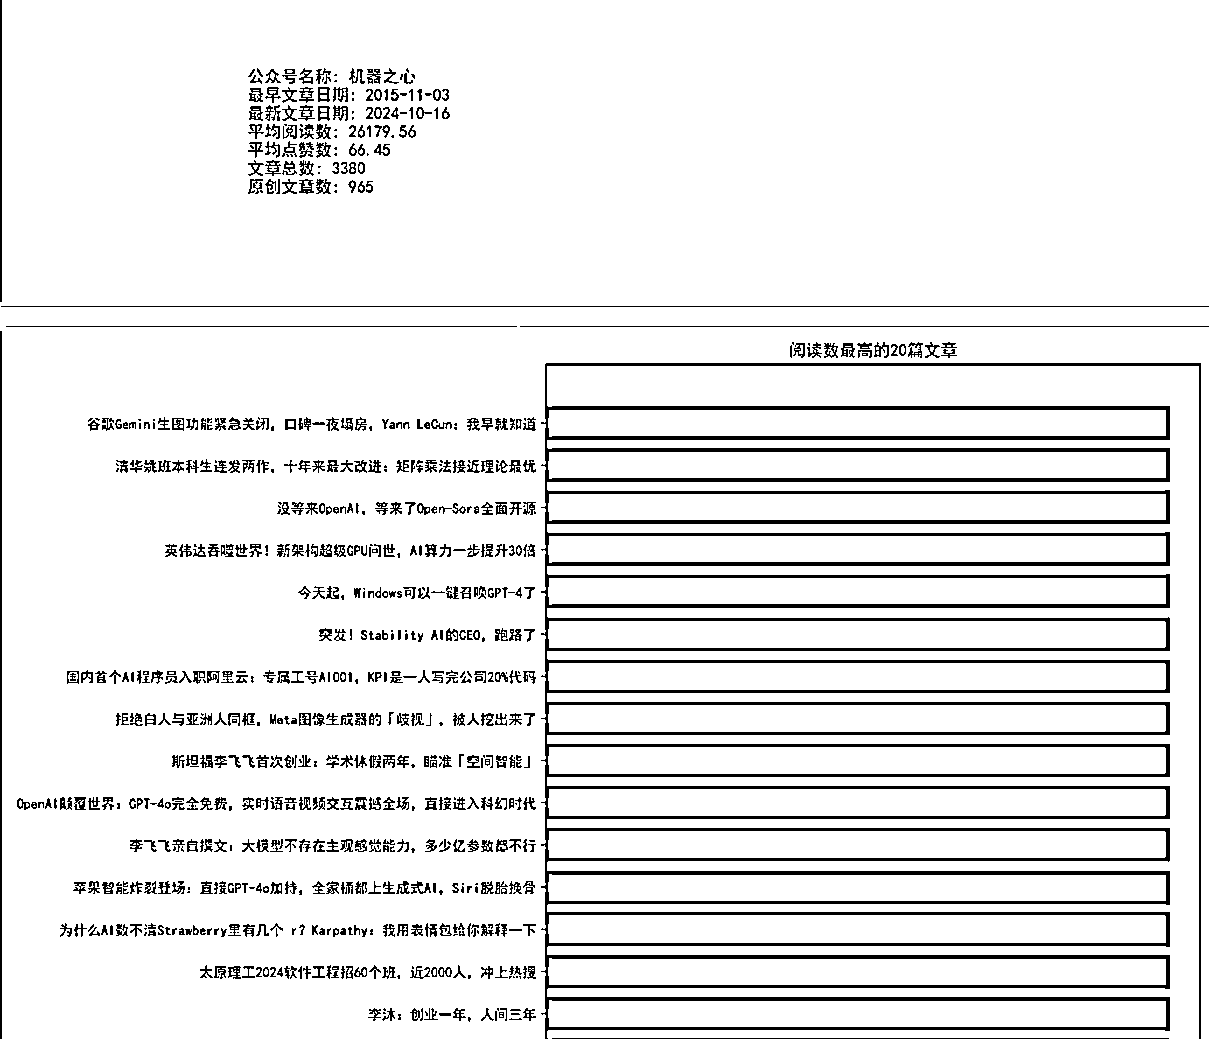 公众号名称：机器之心
最早文章日期：2015-11-03
最新文章日期：2024-10-16
平均阅读数：26179.56
平均点赞数：66.45
文章总数：3380
原创文章数：965
阅读数最高的20篇文章
谷歌Gemini生图功能紧急关闭，口碑一夜塌房，Yann LeCun：我早就知道
清华姚班本科生连发两作，十年来最大改进：矩阵乘法接近理论最优
没等来OpenAI，等来了Open-Sora全面开源
英伟达吞噬世界！新架构超级GPU问世，AI算力一步提升30倍
今天起，Windows可以一键召唤GPT-4了
突发！Stability AI的CEO，跑路了
国内首个AI程序员入职阿里云：专属工号AI001，KPI是一人写完公司20%代码
拒绝白人与亚洲人同框，Meta图像生成器的「歧视」，被人挖出来了
斯坦福李飞飞首次创业：学术休假两年，瞄准「空间智能」
OpenAI颠覆世界：GPT-4o完全免费，实时语音视频交互震撼全场，直接进入科幻时代
李飞飞亲自撰文：大模型不存在主观感觉能力，多少亿参数都不行
苹果智能炸裂登场：直接GPT-4o加持，全家桶都上生成式AI，Siri脱胎换骨
为什么AI数不清Strawberry里有几个 r？Karpathy：我用表情包给你解释一下
太原理工2024软件工程招60个班，近2000人，冲上热搜
李沐：创业一年，人间三年